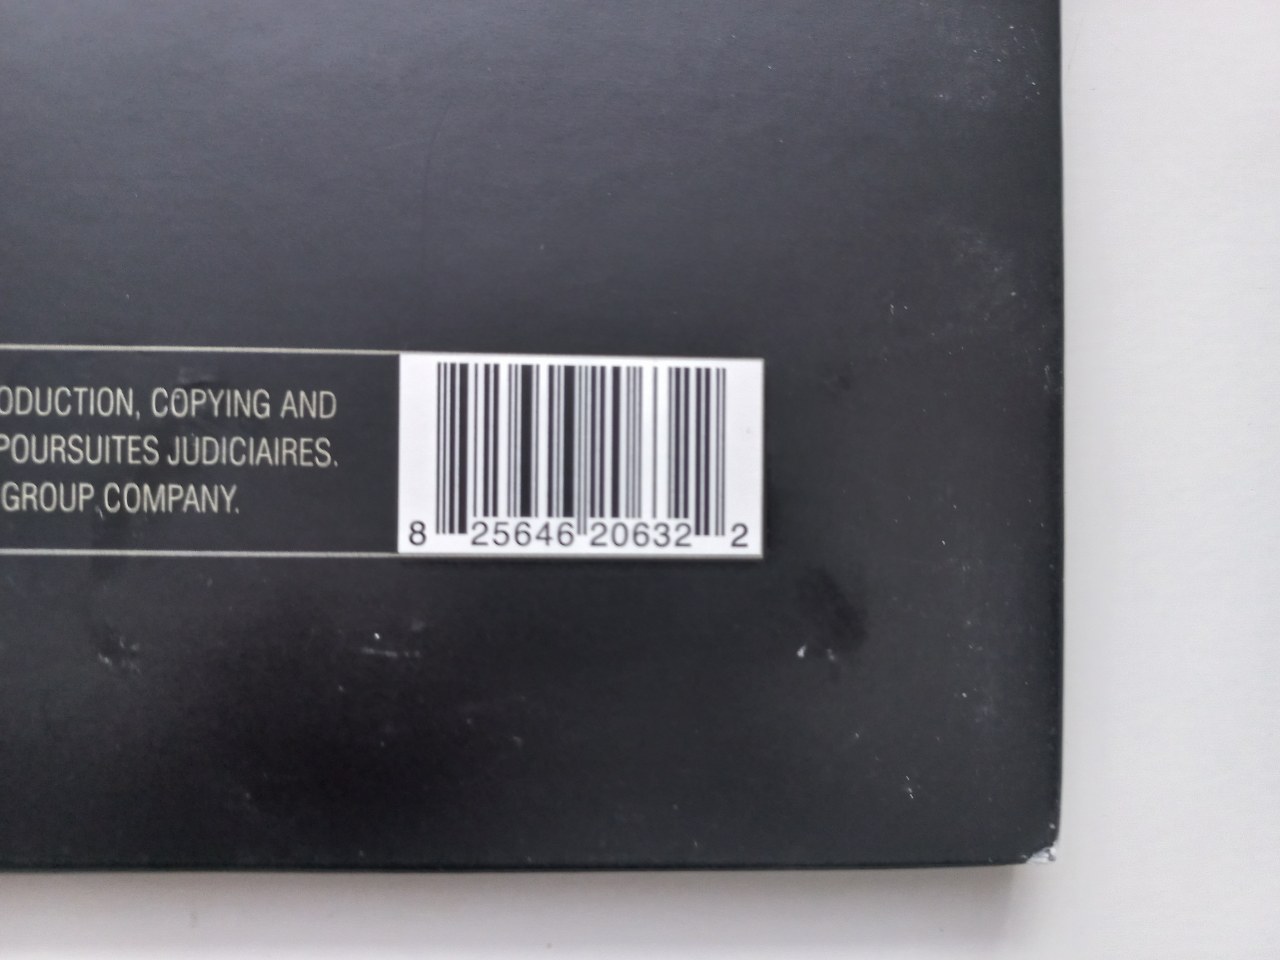 ODUCTION, COPYING AND
POURSUITES JUDICIAIRES.
GROUP COMPANY.
8 25646 20632 2